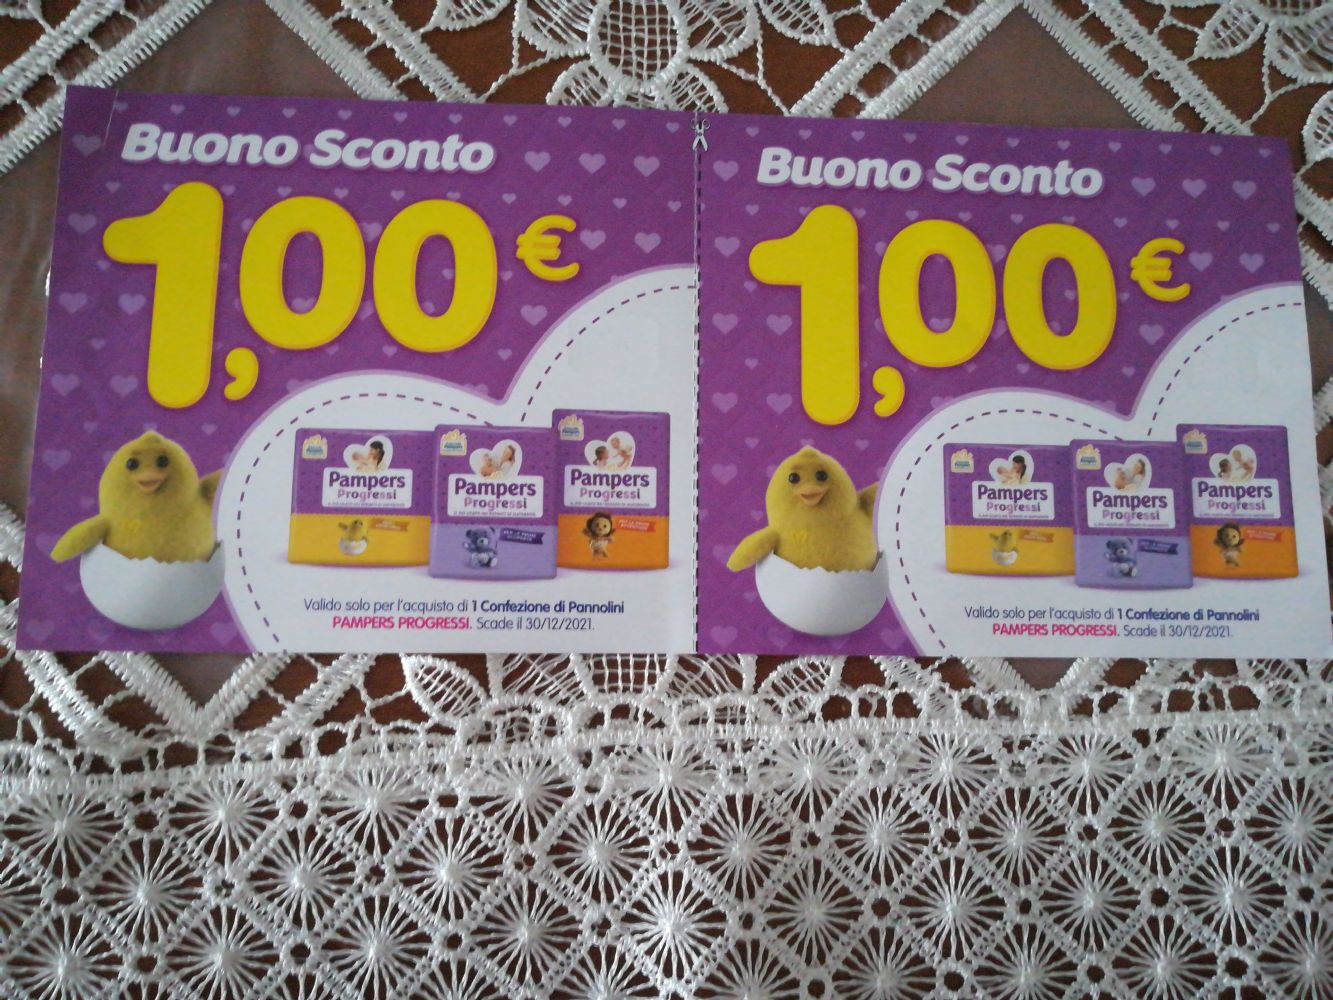 Buono Sconto
1,00€
Pampers
Progressi
Pampers
Progressi
Pampers
Progressi
Valido solo per l'acquisto di 1 Confezione di Pannolini
PAMPERS PROGRESSI. Scade il 30/12/2021.
Buono Sconto
1,00€
Pampers
Progressi
Pampers
Progressi
Pampers
Progressi
Valido solo per l'acquisto di 1 Confezione di Pannolini
PAMPERS PROGRESSI. Scade il 30/12/2021.